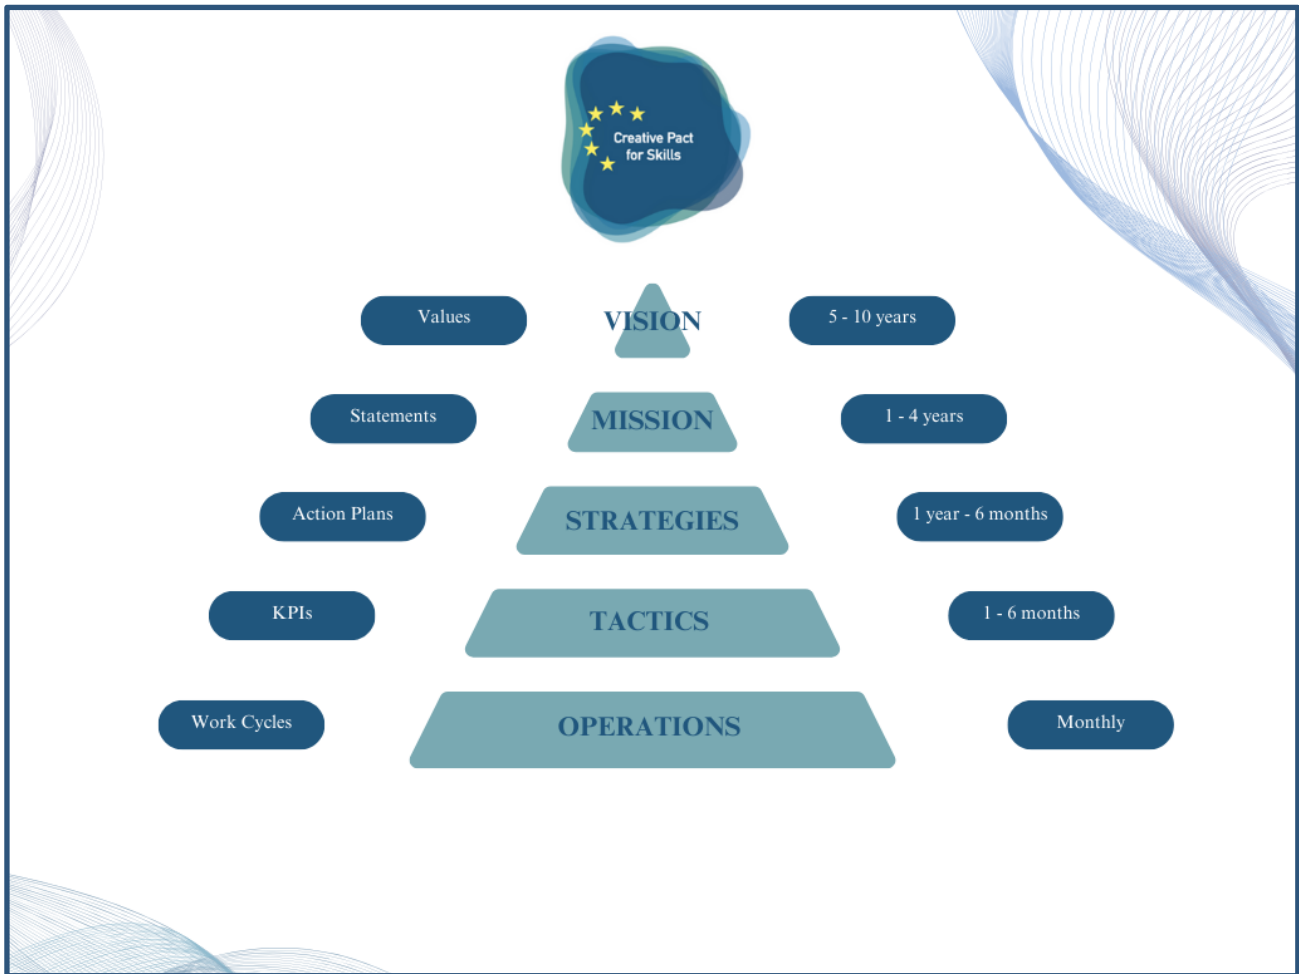 Creative Pact
for Skills
Values
VISION
5 - 10 years
Statements
MISSION
1 - 4 years
Action Plans
STRATEGIES
1 year - 6 months
KPIs
TACTICS
1 - 6 months
Work Cycles
OPERATIONS
Monthly